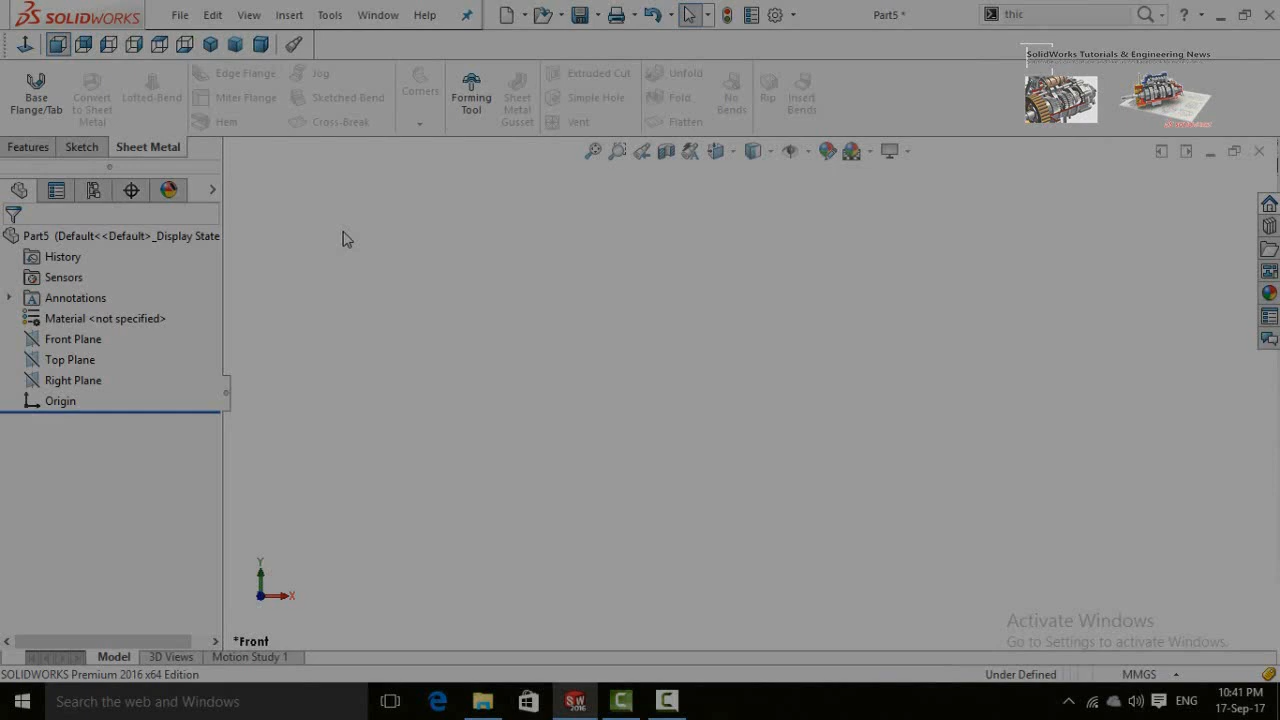 SOLIDWORKS File Edit View Insert Tools Window Help Part5 * thic ?
SolidWorks Tutorials & Engineering News
Base Flange/Tab
Convert to Sheet Metal
Lofted-Bend
Edge Flange
Miter Flange
Hem
Jog
Sketched Bend
Cross-Break
Corners
Forming Tool
Sheet Metal Gusset
Extruded Cut
Simple Hole
Vent
Unfold
Fold
Flatten
No Bends
Rip
Insert Bends
Features Sketch Sheet Metal
Part5 (Default<<Default>_Display State
History
Sensors
Annotations
Material <not specified>
Front Plane
Top Plane
Right Plane
Origin
Y
X
*Front
Activate Windows
Go to Settings to activate Windows.
Model 3D Views Motion Study 1
SOLIDWORKS Premium 2016 x64 Edition Under Defined MMGS
Search the web and Windows
ENG
10:41 PM
17-Sep-17